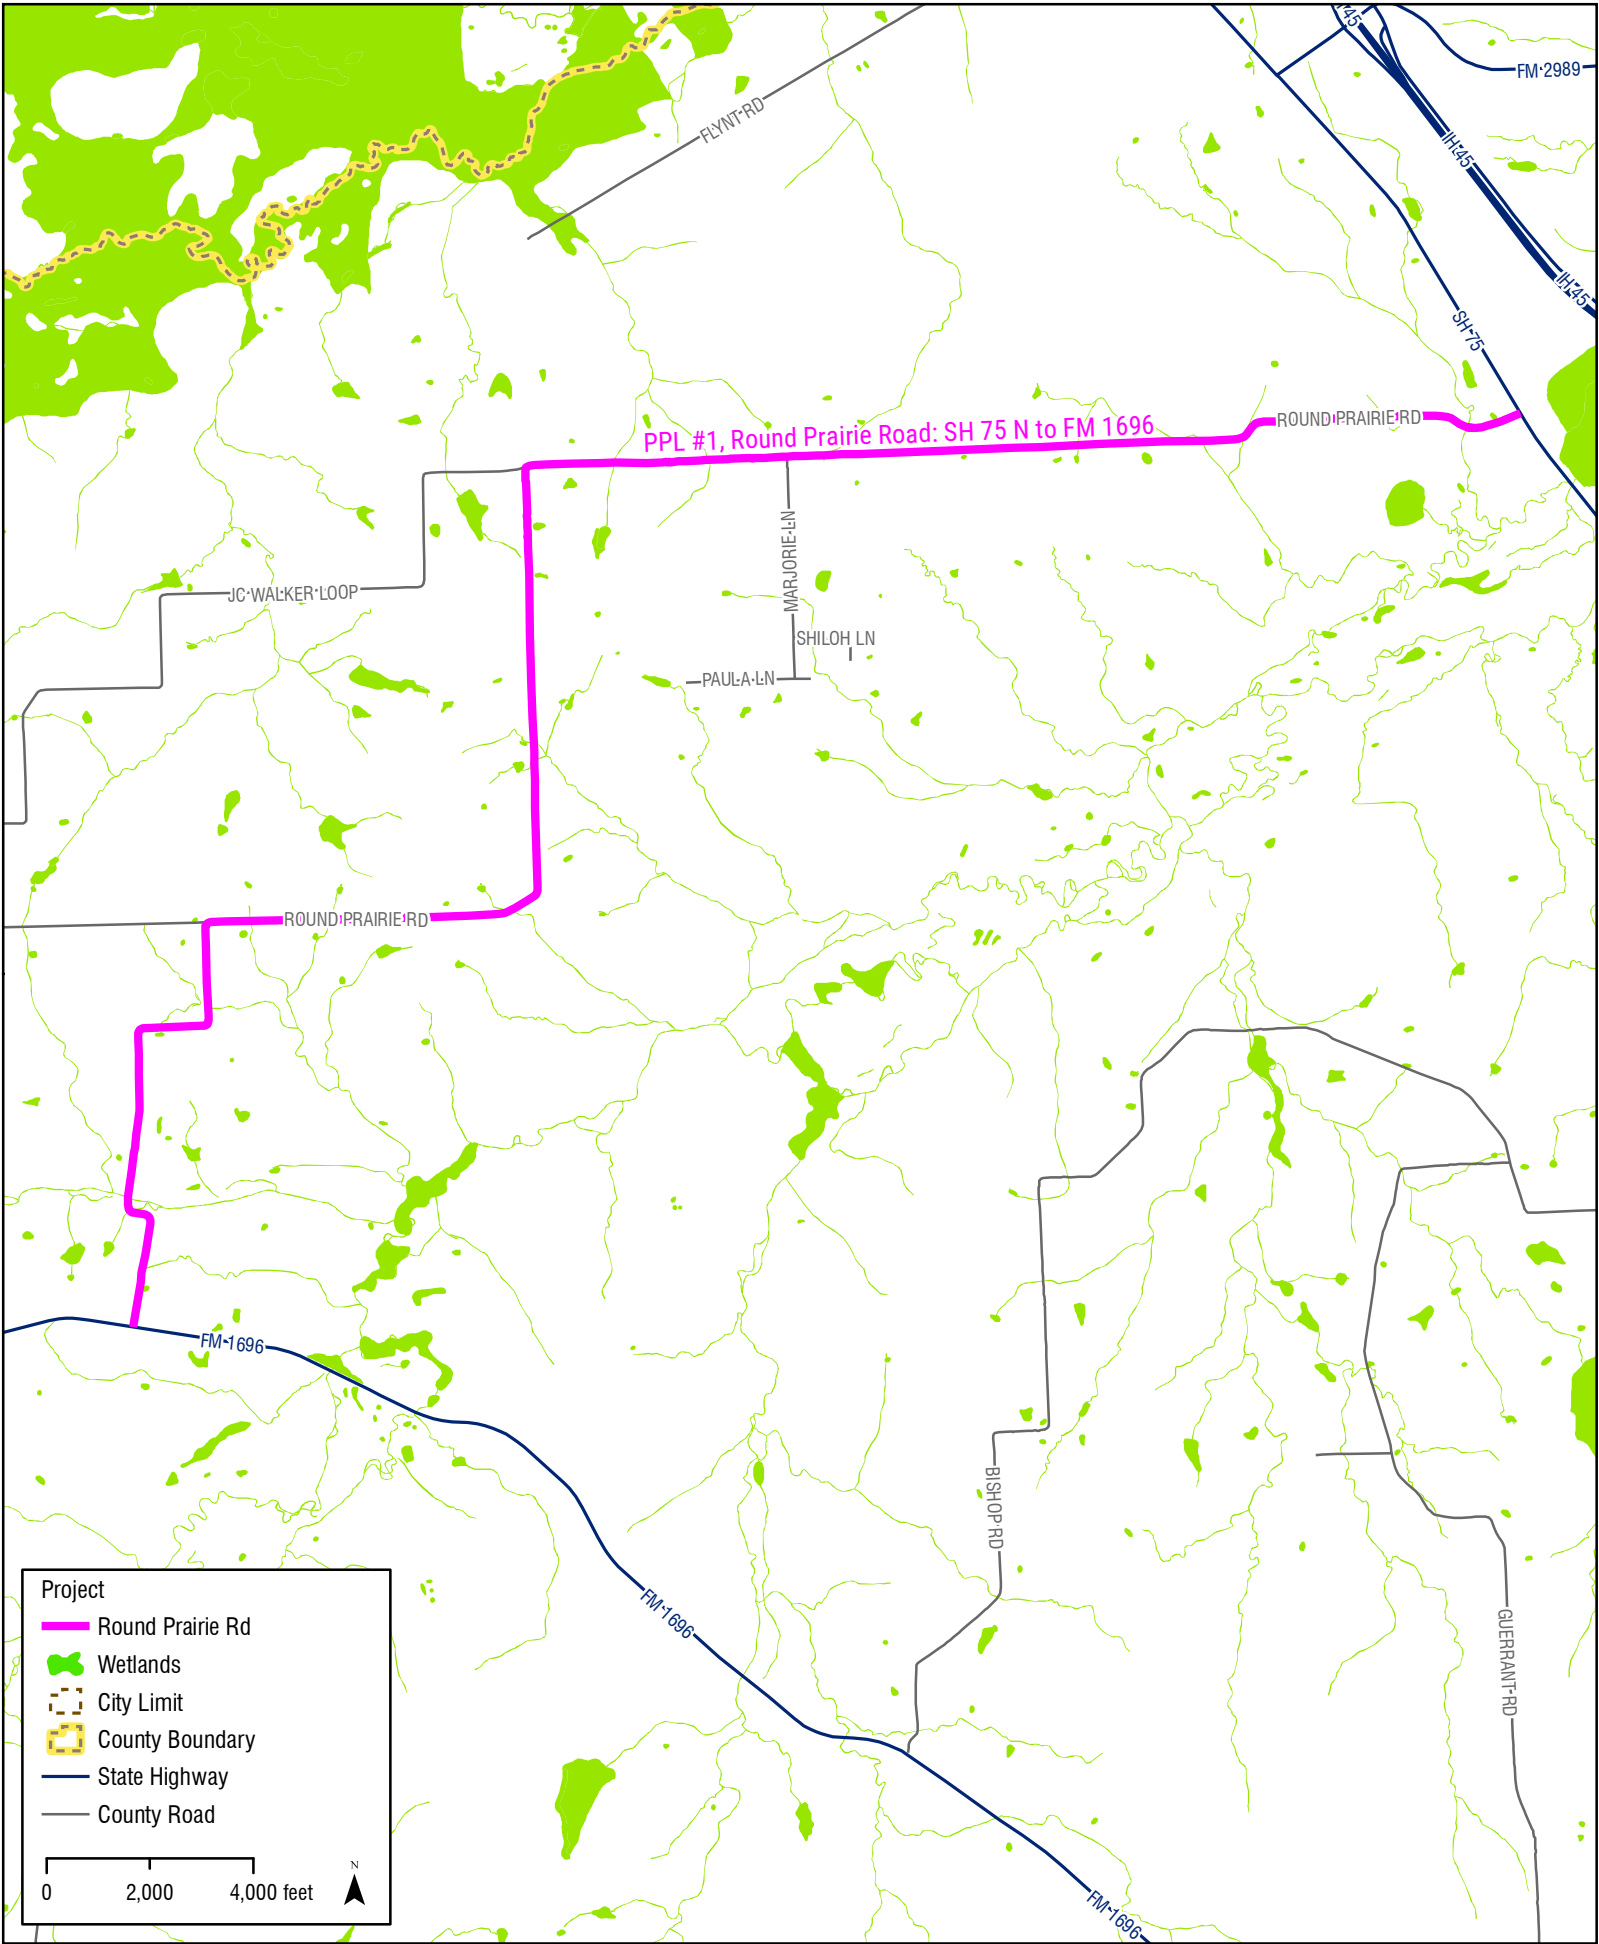 I-45
FM 2989
FLYNT RD
IH 45
IH 45
SH 75
PPL #1, Round Prairie Road: SH 75 N to FM 1696
ROUND PRAIRIE RD
MARJORIE LN
JC WALKER LOOP
SHILOH LN
PAULA LN
ROUND PRAIRIE RD
FM 1696
BISHOP RD
FM 1696
GUERRANT RD
FM 1696
Project
Round Prairie Rd
Wetlands
City Limit
County Boundary
State Highway
County Road
N
0 2,000 4,000 feet